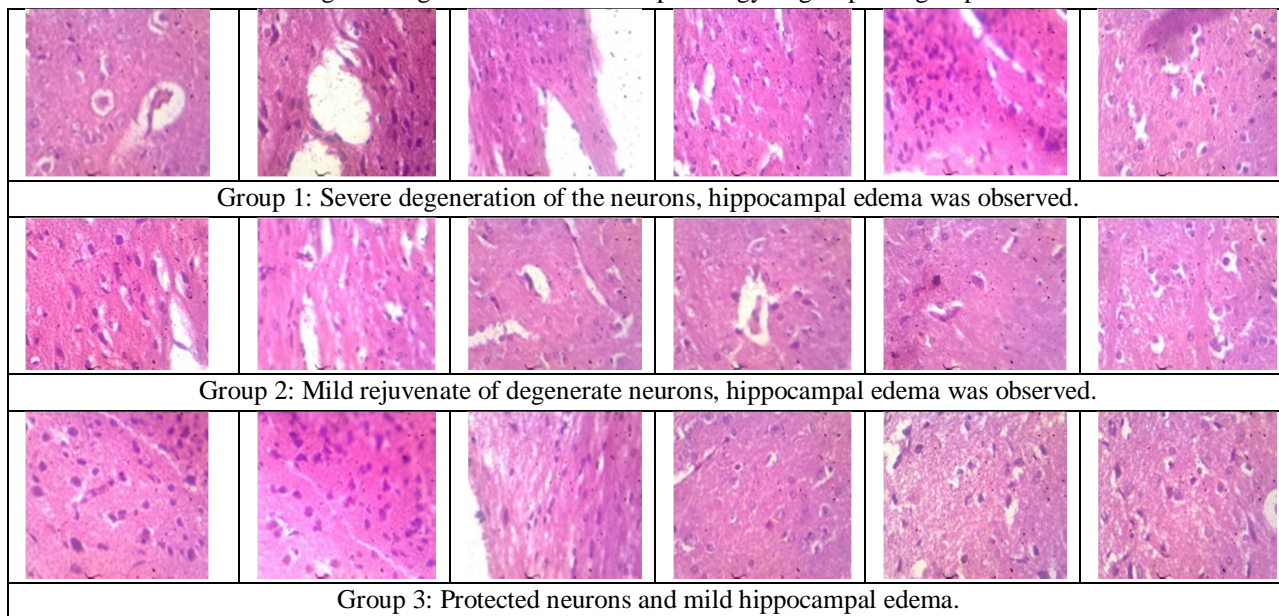 Group 1: Severe degeneration of the neurons, hippocampal edema was observed.
Group 2: Mild rejuvenate of degenerate neurons, hippocampal edema was observed.
Group 3: Protected neurons and mild hippocampal edema.